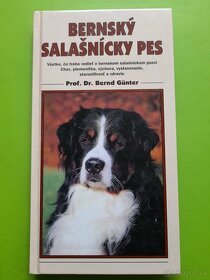 BERNSKÝ
SALAŠNÍCKY PES
Všetko, čo treba vedieť o bernskom salašníckom psovi
Chov, plemenitba, výchova, vystavovanie,
starostlivosť a zdravie
Prof. Dr. Bernd Günter